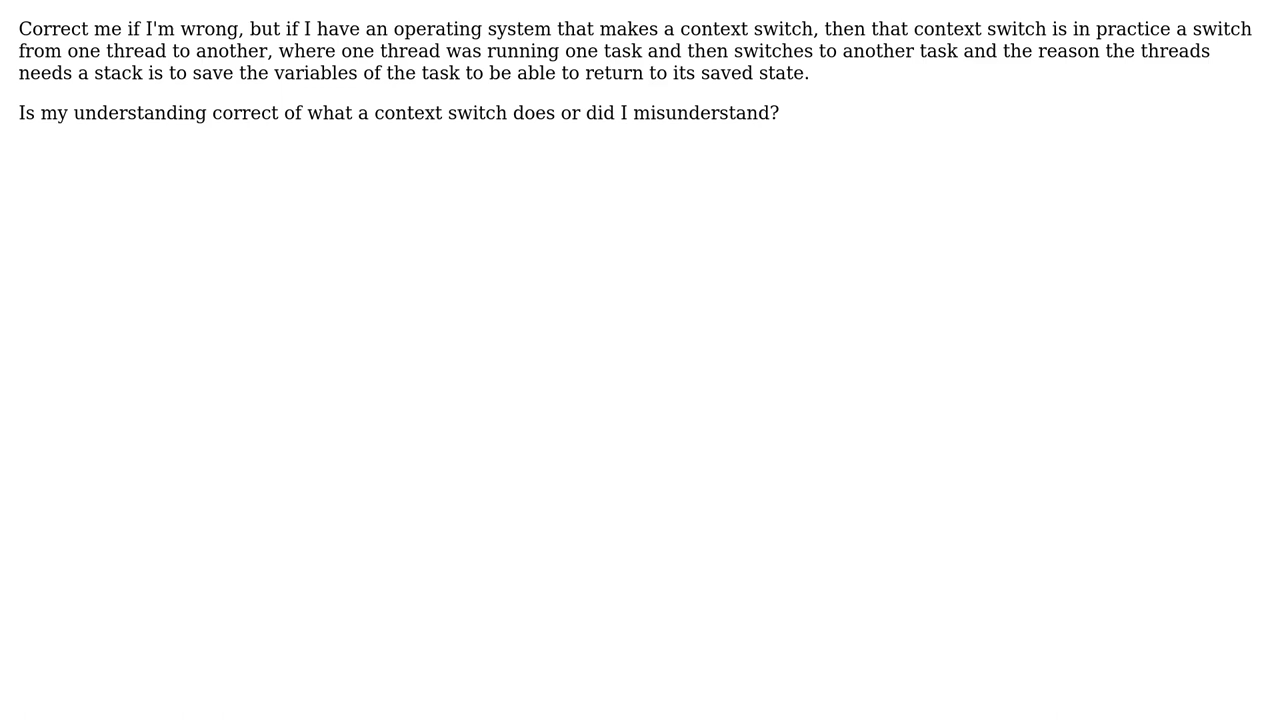 Correct me if I'm wrong, but if I have an operating system that makes a context switch, then that context switch is in practice a switch
from one thread to another, where one thread was running one task and then switches to another task and the reason the threads
needs a stack is to save the variables of the task to be able to return to its saved state.
Is my understanding correct of what a context switch does or did I misunderstand?